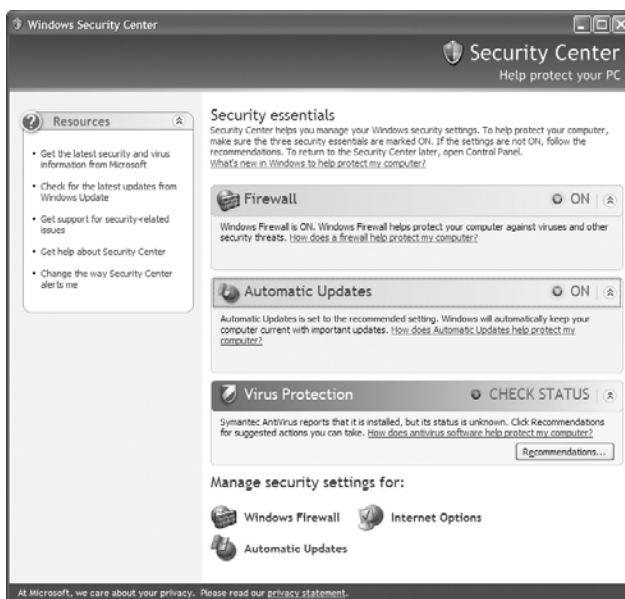 Windows Security Center
Security Center
Help protect your PC
Resources
Get the latest security and virus
information from Microsoft
Check for the latest updates from
Windows Update
Get support for security-related
issues
Get help about Security Center
Change the way Security Center
alerts me
Security essentials
Security Center helps you manage your Windows security settings. To help protect your computer,
make sure the three security essentials are marked ON. If the settings are not ON, follow the
recommendations. To return to the Security Center later, open Control Panel.
What's new in Windows to help protect my computer?
Firewall ON
Windows Firewall is ON. Windows Firewall helps protect your computer against viruses and other
security threats. How does a firewall help protect my computer?
Automatic Updates ON
Automatic Updates is set to the recommended setting. Windows will automatically keep your
computer current with important updates. How does Automatic Updates help protect my
computer?
Virus Protection CHECK STATUS
Symantec AntiVirus reports that it is installed, but its status is unknown. Click Recommendations
for suggested actions you can take. How does antivirus software help protect my computer?
Recommendations...
Manage security settings for:
Windows Firewall Internet Options
Automatic Updates
At Microsoft, we care about your privacy. Please read our privacy statement.